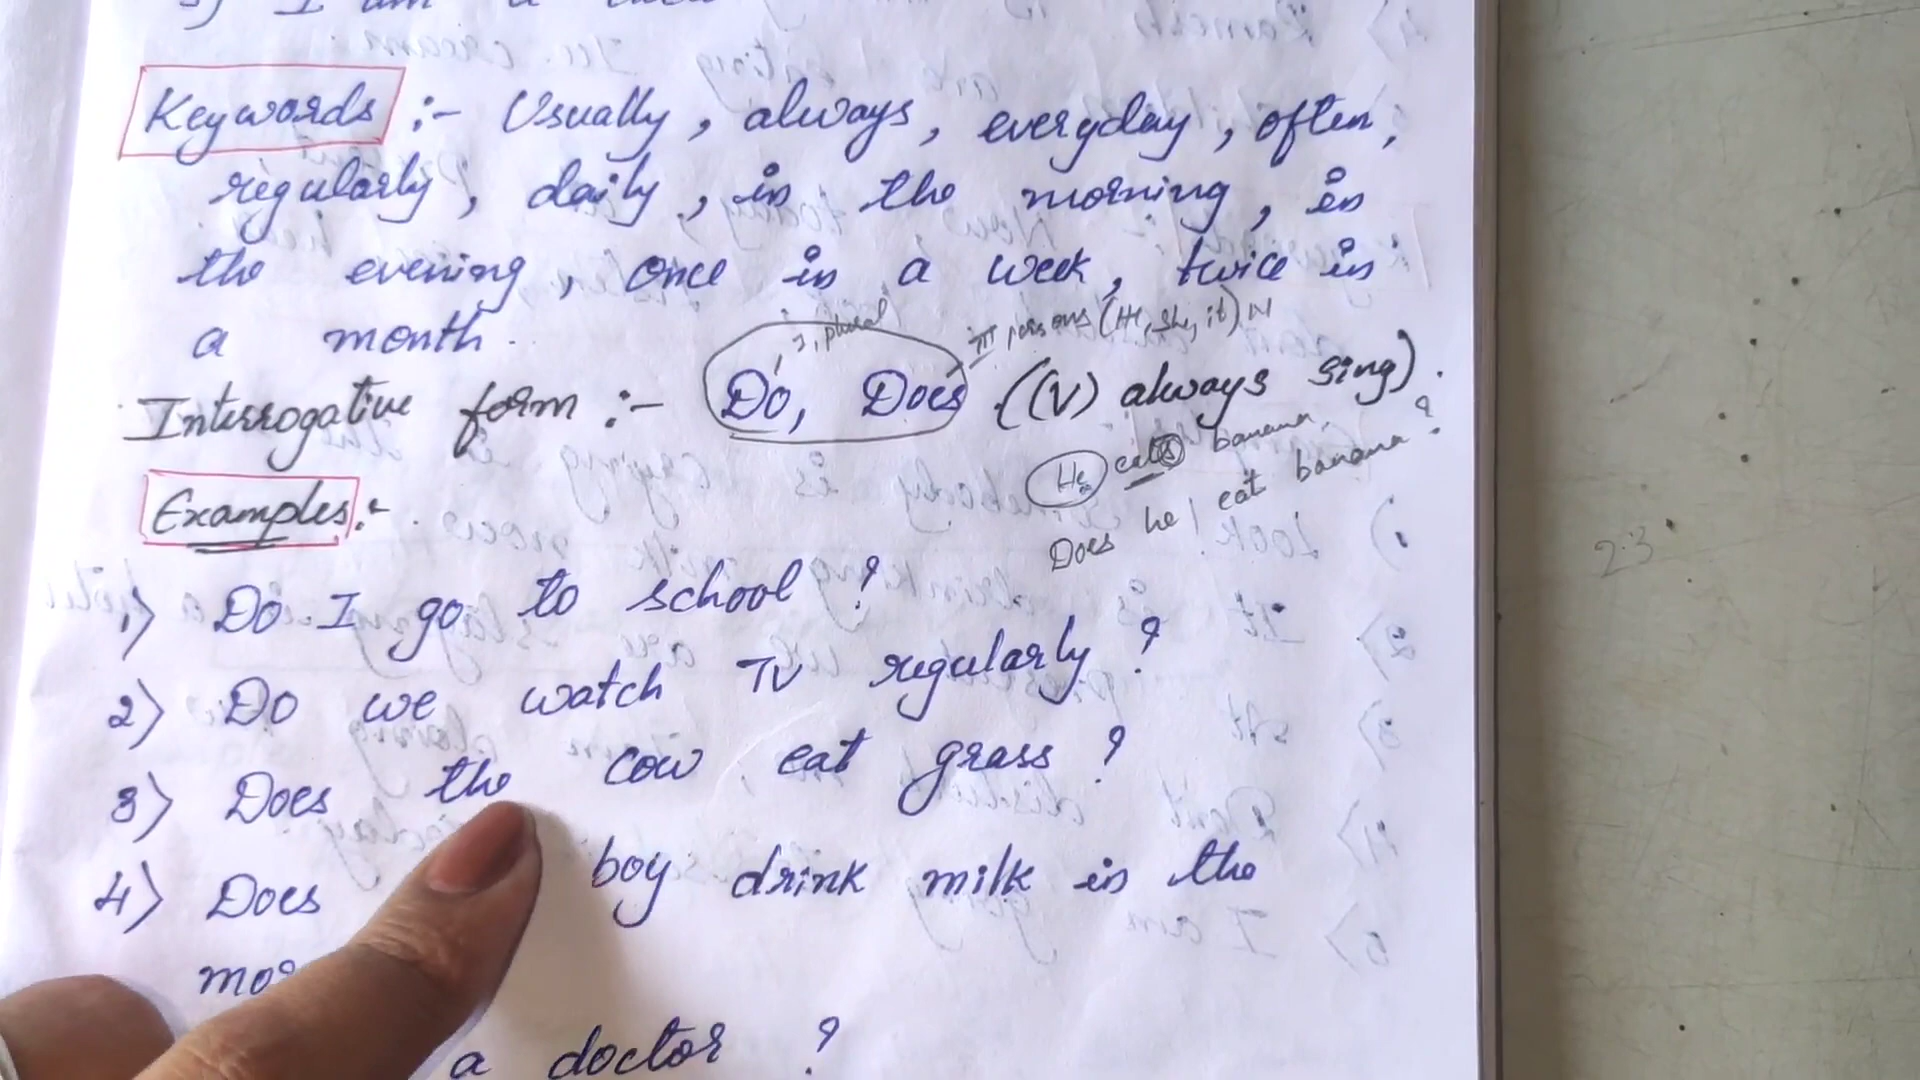 Keywords :- Usually, always, everyday, often,
regularly, daily, in the morning, in
the evening, once in a week, twice in
a month.
I, plural
III persons (He, She, it) N
Interrogative form :- Do, Does ((V) always sing).
He eats banana.
Does he eat banana ?
Examples :-
1) Do I go to school ?
2) Do we watch TV regularly ?
3) Does the cow eat grass ?
4) Does boy drink milk in the
a doctor ?